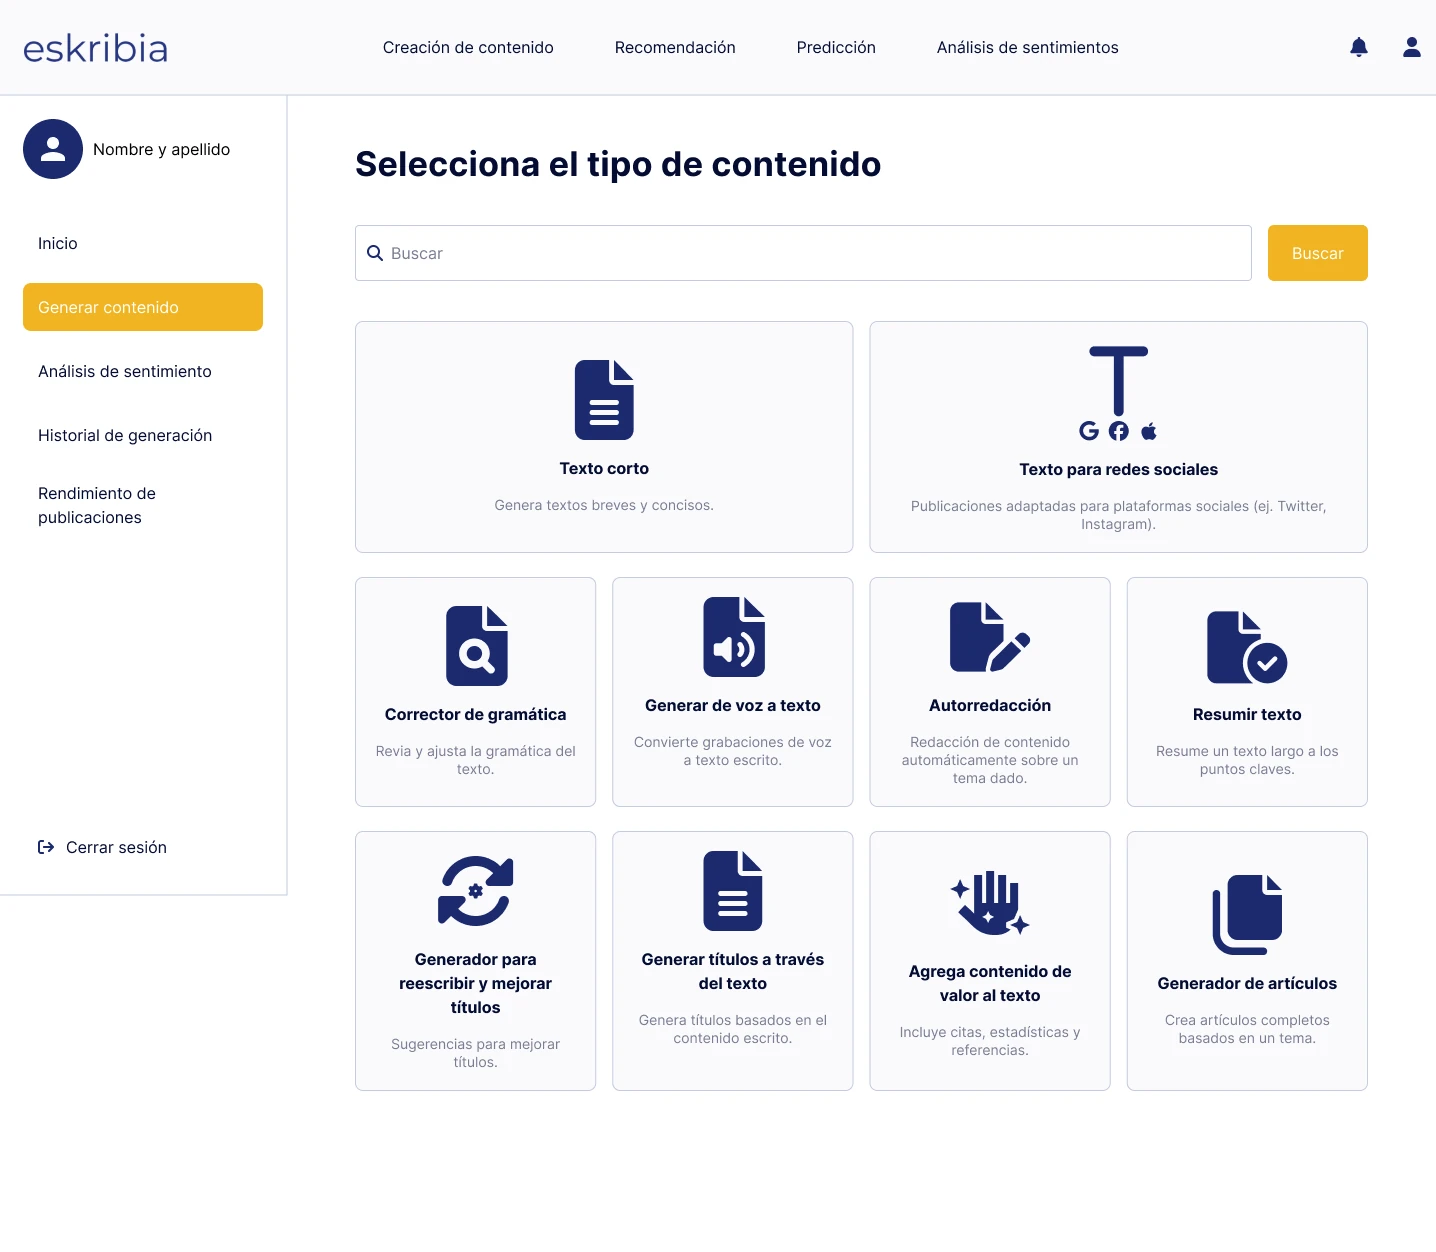 eskribia
Creación de contenido
Recomendación
Predicción
Análisis de sentimientos
Nombre y apellido
Inicio
Generar contenido
Análisis de sentimiento
Historial de generación
Rendimiento de
publicaciones
Cerrar sesión
Selecciona el tipo de contenido
Buscar
Buscar
Texto corto
Genera textos breves y concisos.
Texto para redes sociales
Publicaciones adaptadas para plataformas sociales (ej. Twitter,
Instagram).
Corrector de gramática
Revia y ajusta la gramática del
texto.
Generar de voz a texto
Convierte grabaciones de voz
a texto escrito.
Autorredacción
Redacción de contenido
automáticamente sobre un
tema dado.
Resumir texto
Resume un texto largo a los
puntos claves.
Generador para
reescribir y mejorar
títulos
Sugerencias para mejorar
títulos.
Generar títulos a través
del texto
Genera títulos basados en el
contenido escrito.
Agrega contenido de
valor al texto
Incluye citas, estadísticas y
referencias.
Generador de artículos
Crea artículos completos
basados en un tema.